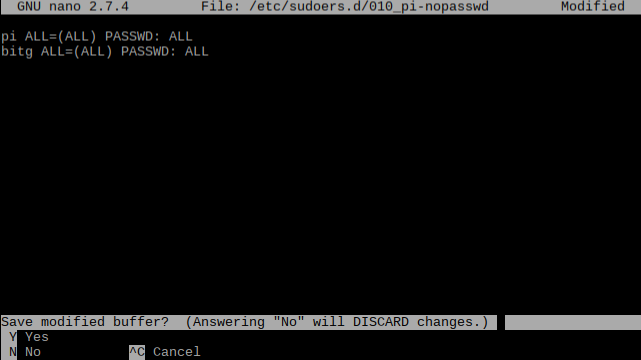 GNU nano 2.7.4 File: /etc/sudoers.d/010_pi-nopasswd Modified
pi ALL=(ALL) PASSWD: ALL
bitg ALL=(ALL) PASSWD: ALL
Save modified buffer? (Answering "No" will DISCARD changes.)
Y Yes
N No ^C Cancel